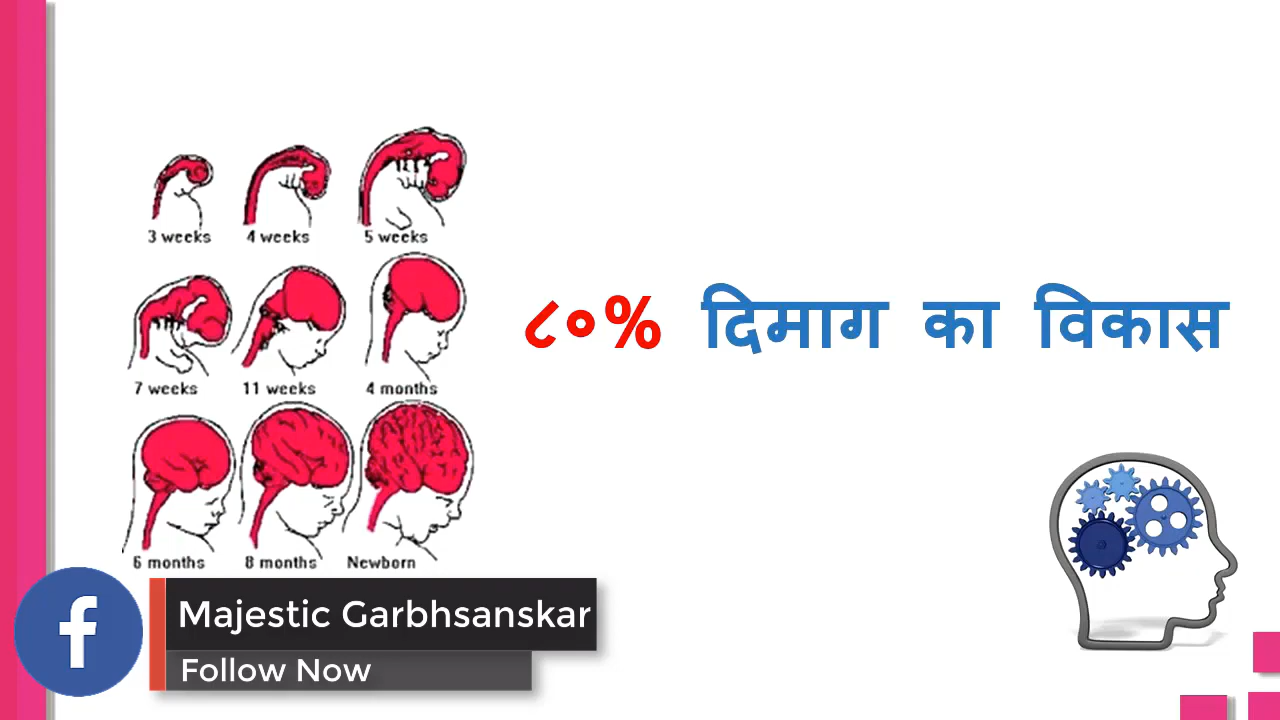 3 weeks 4 weeks 5 weeks
८०% दिमाग का विकास
7 weeks 11 weeks 4 months
6 months 8 months Newborn
f
Majestic Garbhsanskar
Follow Now